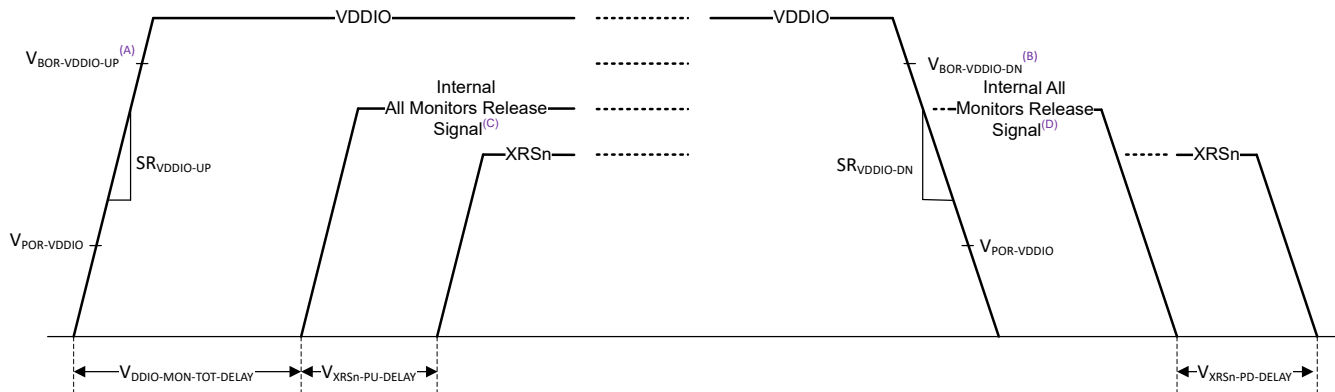 VDDIO
VDDIO
VBOR-VDDIO-UP(A)
VBOR-VDDIO-DN(B)
Internal
All Monitors Release
Signal(C)
Internal All
Monitors Release
Signal(D)
XRSn
XRSn
SRVDDIO-UP
SRVDDIO-DN
VPOR-VDDIO
VPOR-VDDIO
VDDIO-MON-TOT-DELAY
VXRSn-PU-DELAY
VXRSn-PD-DELAY